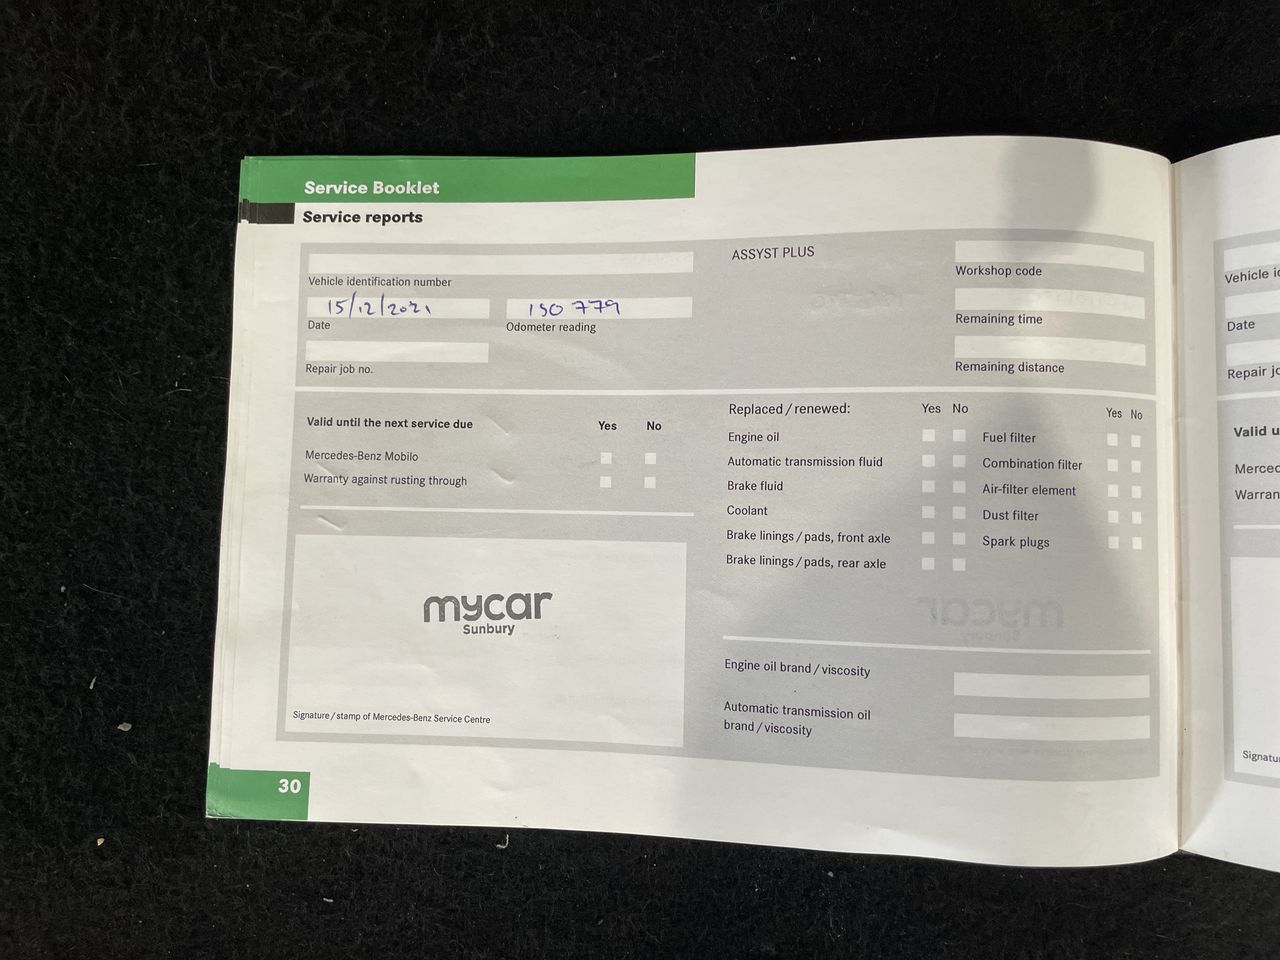 Service Booklet
Service reports
Vehicle identification number
15/12/2021
150 779
Date
Odometer reading
Repair job no.
ASSYST PLUS
Workshop code
Remaining time
Remaining distance
Valid until the next service due
Yes No
Mercedes-Benz Mobilo
Warranty against rusting through
mycar
Sunbury
Signature/stamp of Mercedes-Benz Service Centre
Replaced/renewed:
Yes No
Yes No
Engine oil
Fuel filter
Automatic transmission fluid
Combination filter
Brake fluid
Air-filter element
Coolant
Dust filter
Brake linings/pads, front axle
Spark plugs
Brake linings/pads, rear axle
Engine oil brand/viscosity
Automatic transmission oil
brand/viscosity
30
Vehicle
Date
Repair
Valid